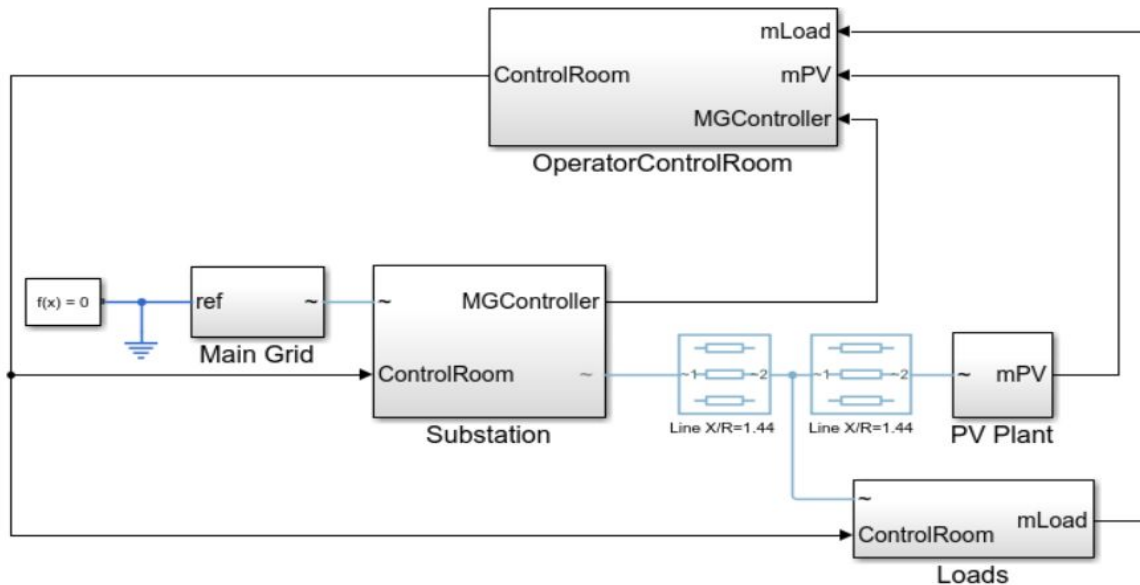 mLoad
ControlRoom
mPV
MGController
OperatorControlRoom
f(x) = 0
ref
~
~
MGController
Main Grid
ControlRoom
~
~1
~2
~1
~2
~
mPV
Substation
Line X/R=1.44
Line X/R=1.44
PV Plant
~
mLoad
ControlRoom
Loads